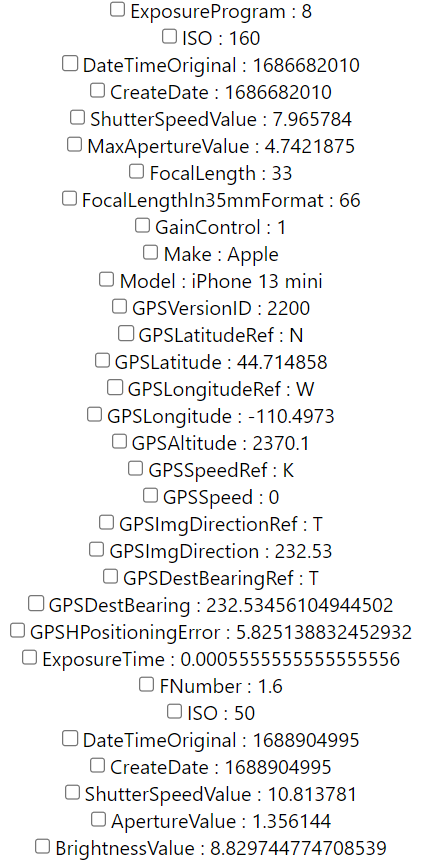 ExposureProgram : 8
ISO : 160
DateTimeOriginal : 1686682010
CreateDate : 1686682010
ShutterSpeedValue : 7.965784
MaxApertureValue : 4.7421875
FocalLength : 33
FocalLengthIn35mmFormat : 66
GainControl : 1
Make : Apple
Model : iPhone 13 mini
GPSVersionID : 2200
GPSLatitudeRef : N
GPSLatitude : 44.714858
GPSLongitudeRef : W
GPSLongitude : -110.4973
GPSAltitude : 2370.1
GPSSpeedRef : K
GPSSpeed : 0
GPSImgDirectionRef : T
GPSImgDirection : 232.53
GPSDestBearingRef : T
GPSDestBearing : 232.53456104944502
GPSHPositioningError : 5.825138832452932
ExposureTime : 0.0005555555555555556
FNumber : 1.6
ISO : 50
DateTimeOriginal : 1688904995
CreateDate : 1688904995
ShutterSpeedValue : 10.813781
ApertureValue : 1.356144
BrightnessValue : 8.829744774708539